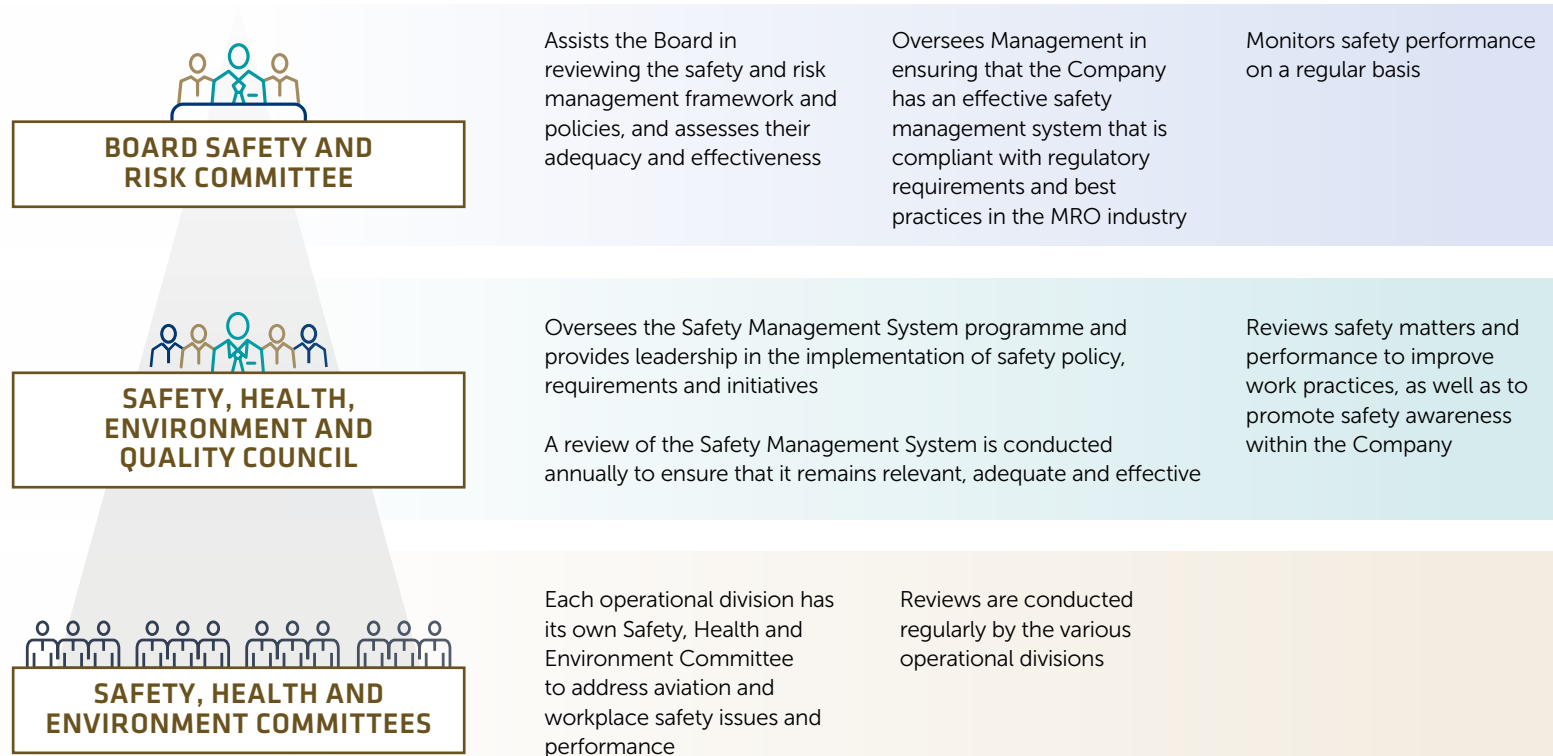 BOARD SAFETY AND
RISK COMMITTEE
Assists the Board in
reviewing the safety and risk
management framework and
policies, and assesses their
adequacy and effectiveness
Oversees Management in
ensuring that the Company
has an effective safety
management system that is
compliant with regulatory
requirements and best
practices in the MRO industry
Monitors safety performance
on a regular basis
SAFETY, HEALTH,
ENVIRONMENT AND
QUALITY COUNCIL
Oversees the Safety Management System programme and
provides leadership in the implementation of safety policy,
requirements and initiatives
A review of the Safety Management System is conducted
annually to ensure that it remains relevant, adequate and effective
Reviews safety matters and
performance to improve
work practices, as well as to
promote safety awareness
within the Company
SAFETY, HEALTH AND
ENVIRONMENT COMMITTEES
Each operational division has
its own Safety, Health and
Environment Committee
to address aviation and
workplace safety issues and
performance
Reviews are conducted
regularly by the various
operational divisions